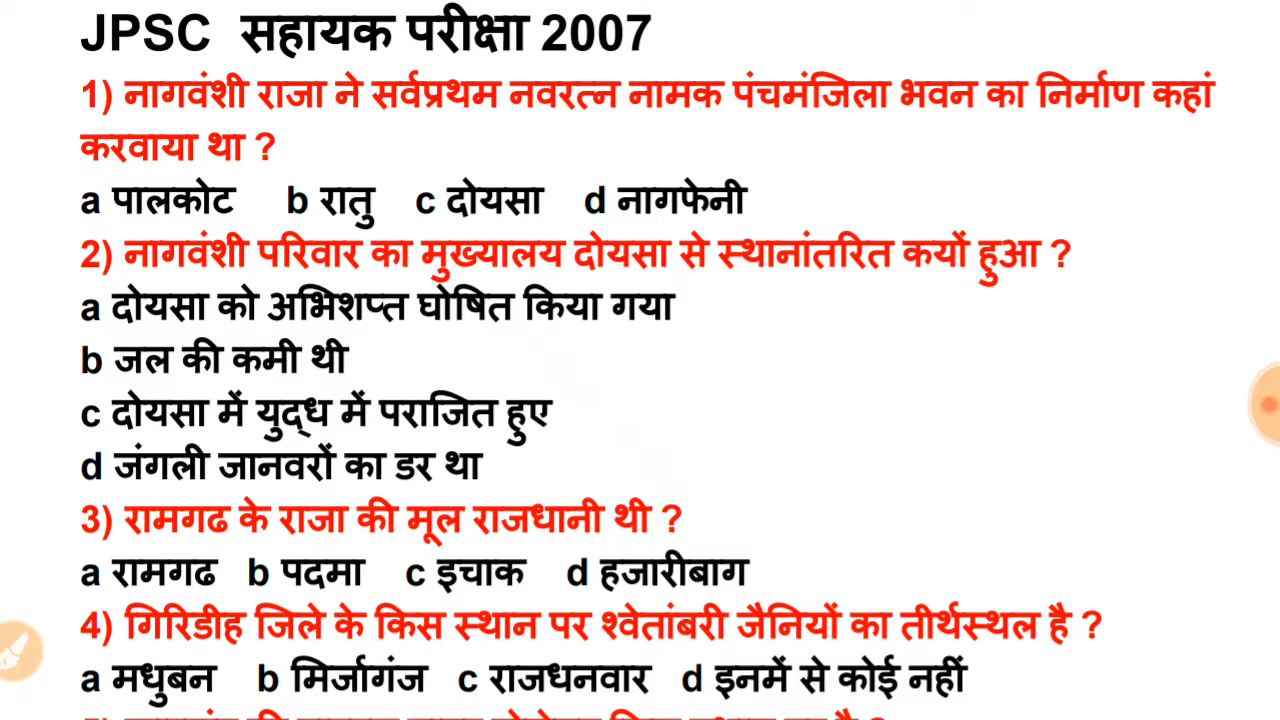 JPSC सहायक परीक्षा 2007
1) नागवंशी राजा ने सर्वप्रथम नवरत्न नामक पंचमंजिला भवन का निर्माण कहां
करवाया था ?
a पालकोट b रातु c दोयसा d नागफेनी
2) नागवंशी परिवार का मुख्यालय दोयसा से स्थानांतरित कयों हुआ ?
a दोयसा को अभिशप्त घोषित किया गया
b जल की कमी थी
c दोयसा में युद्ध में पराजित हुए
d जंगली जानवरों का डर था
3) रामगढ के राजा की मूल राजधानी थी ?
a रामगढ b पदमा c इचाक d हजारीबाग
4) गिरिडीह जिले के किस स्थान पर श्वेतांबरी जैनियों का तीर्थस्थल है ?
a मधुबन b मिर्जागंज c राजधनवार d इनमें से कोई नहीं